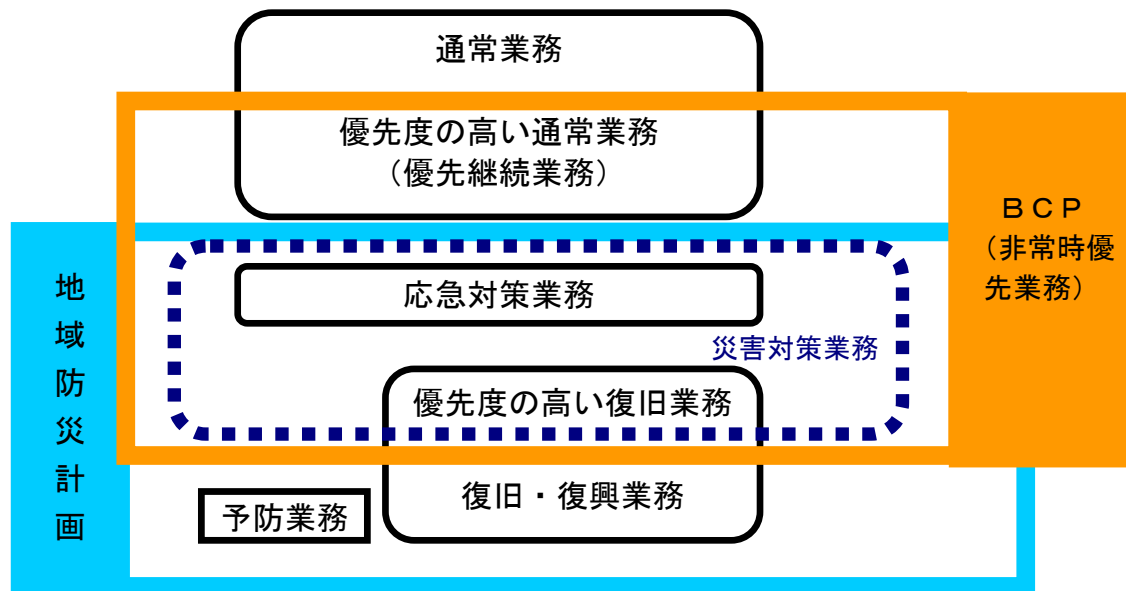 通常業務
優先度の高い通常業務
（優先継続業務）
ＢＣＰ
（非常時優
先業務）
地域防災計画
応急対策業務
災害対策業務
優先度の高い復旧業務
復旧・復興業務
予防業務